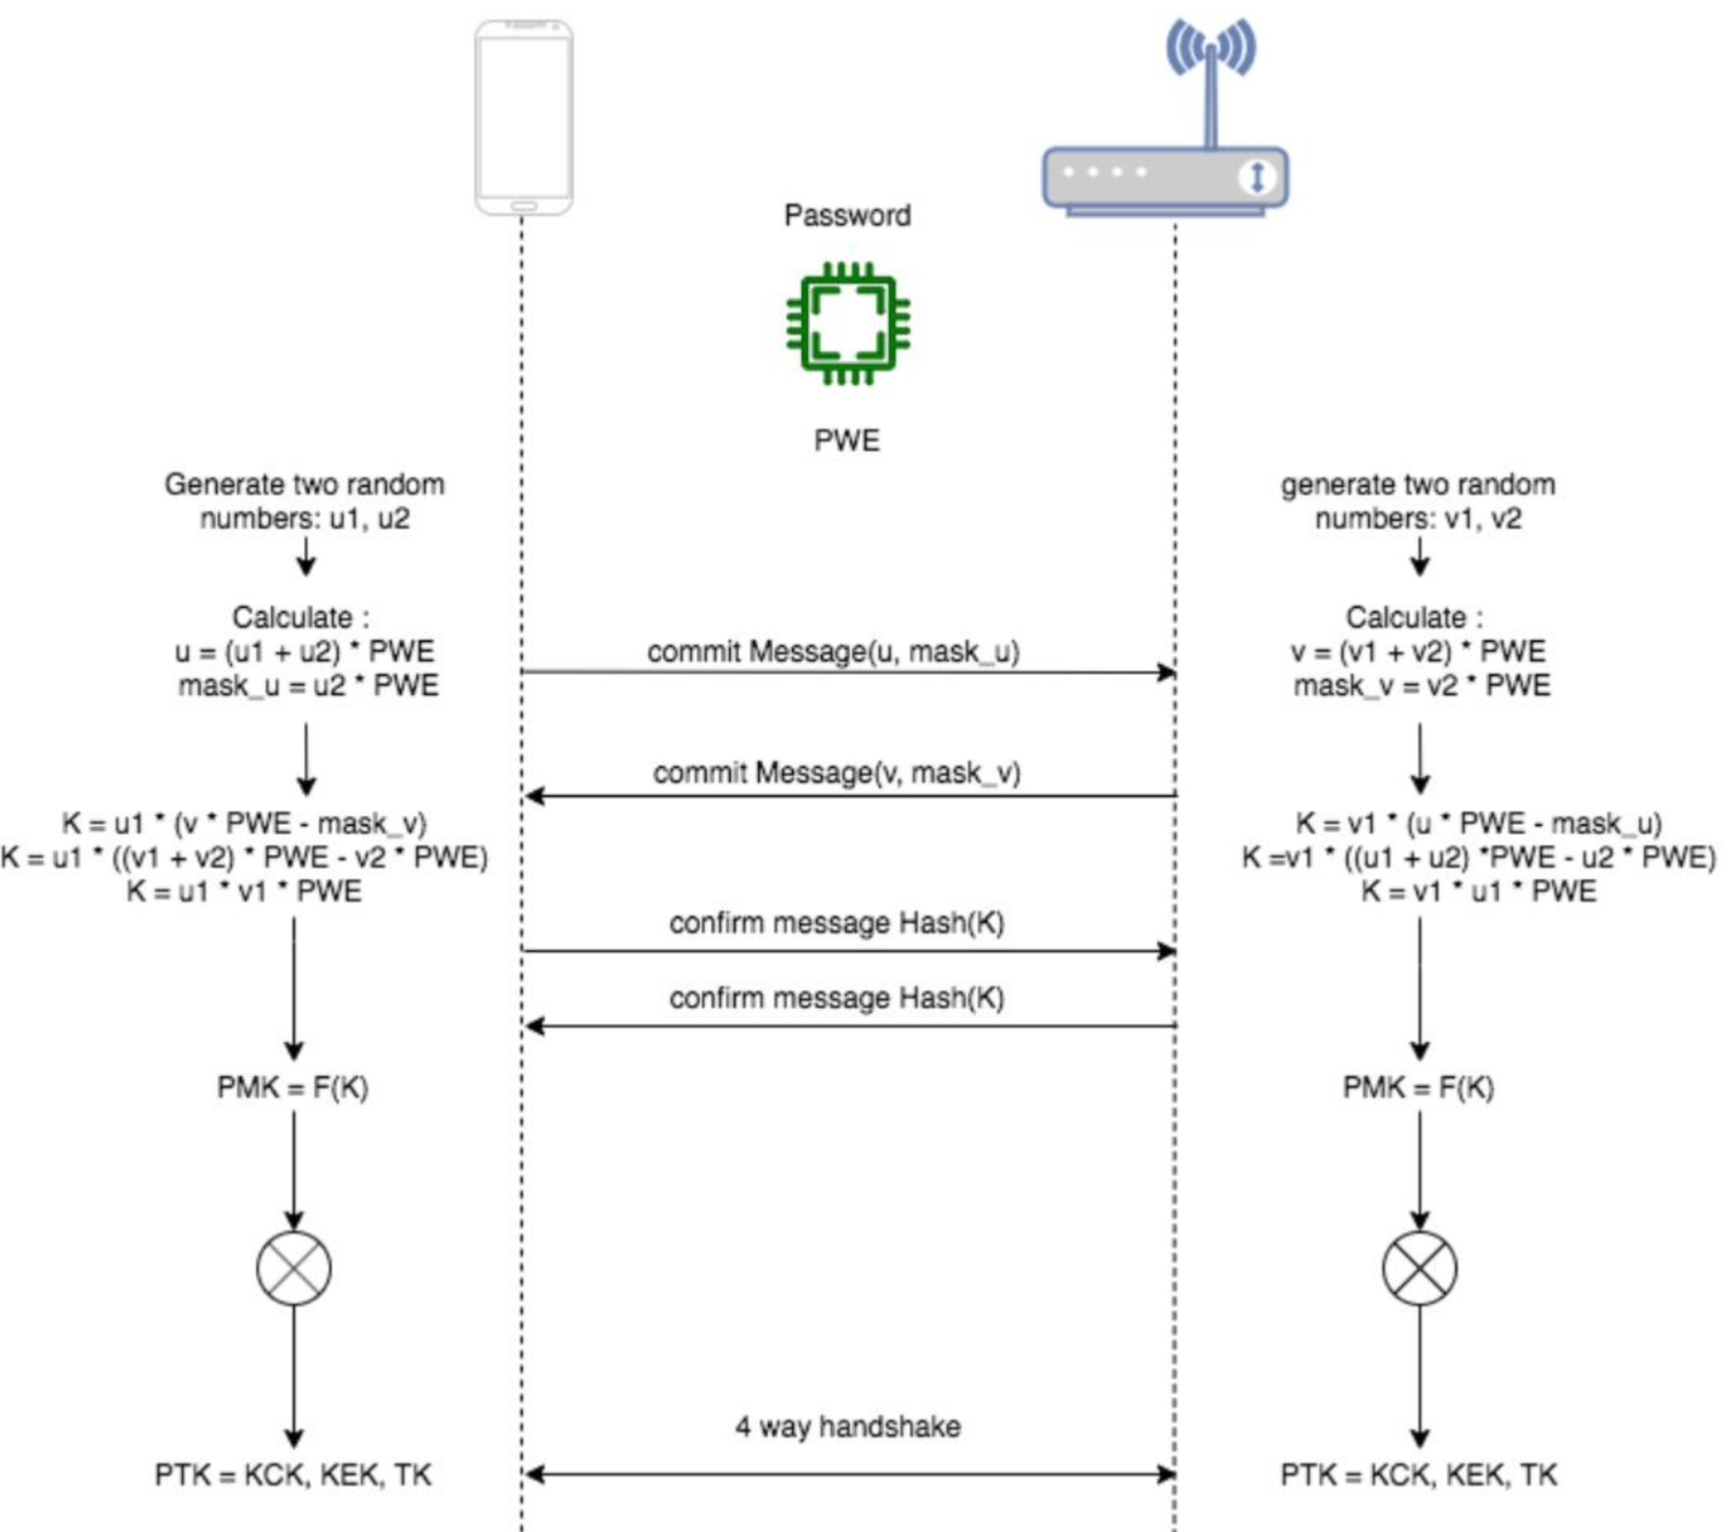 Password
PWE
Generate two random
numbers: u1, u2
generate two random
numbers: v1, v2
Calculate :
u = (u1 + u2) * PWE
mask_u = u2 * PWE
commit Message(u, mask_u)
Calculate :
v = (v1 + v2) * PWE
mask_v = v2 * PWE
commit Message(v, mask_v)
K = u1 * (v * PWE - mask_v)
K = u1 * ((v1 + v2) * PWE - v2 * PWE)
K = u1 * v1 * PWE
K = v1 * (u * PWE - mask_u)
K =v1 * ((u1 + u2) *PWE - u2 * PWE)
K = v1 * u1 * PWE
confirm message Hash(K)
confirm message Hash(K)
PMK = F(K)
PMK = F(K)
4 way handshake
PTK = KCK, KEK, TK
PTK = KCK, KEK, TK